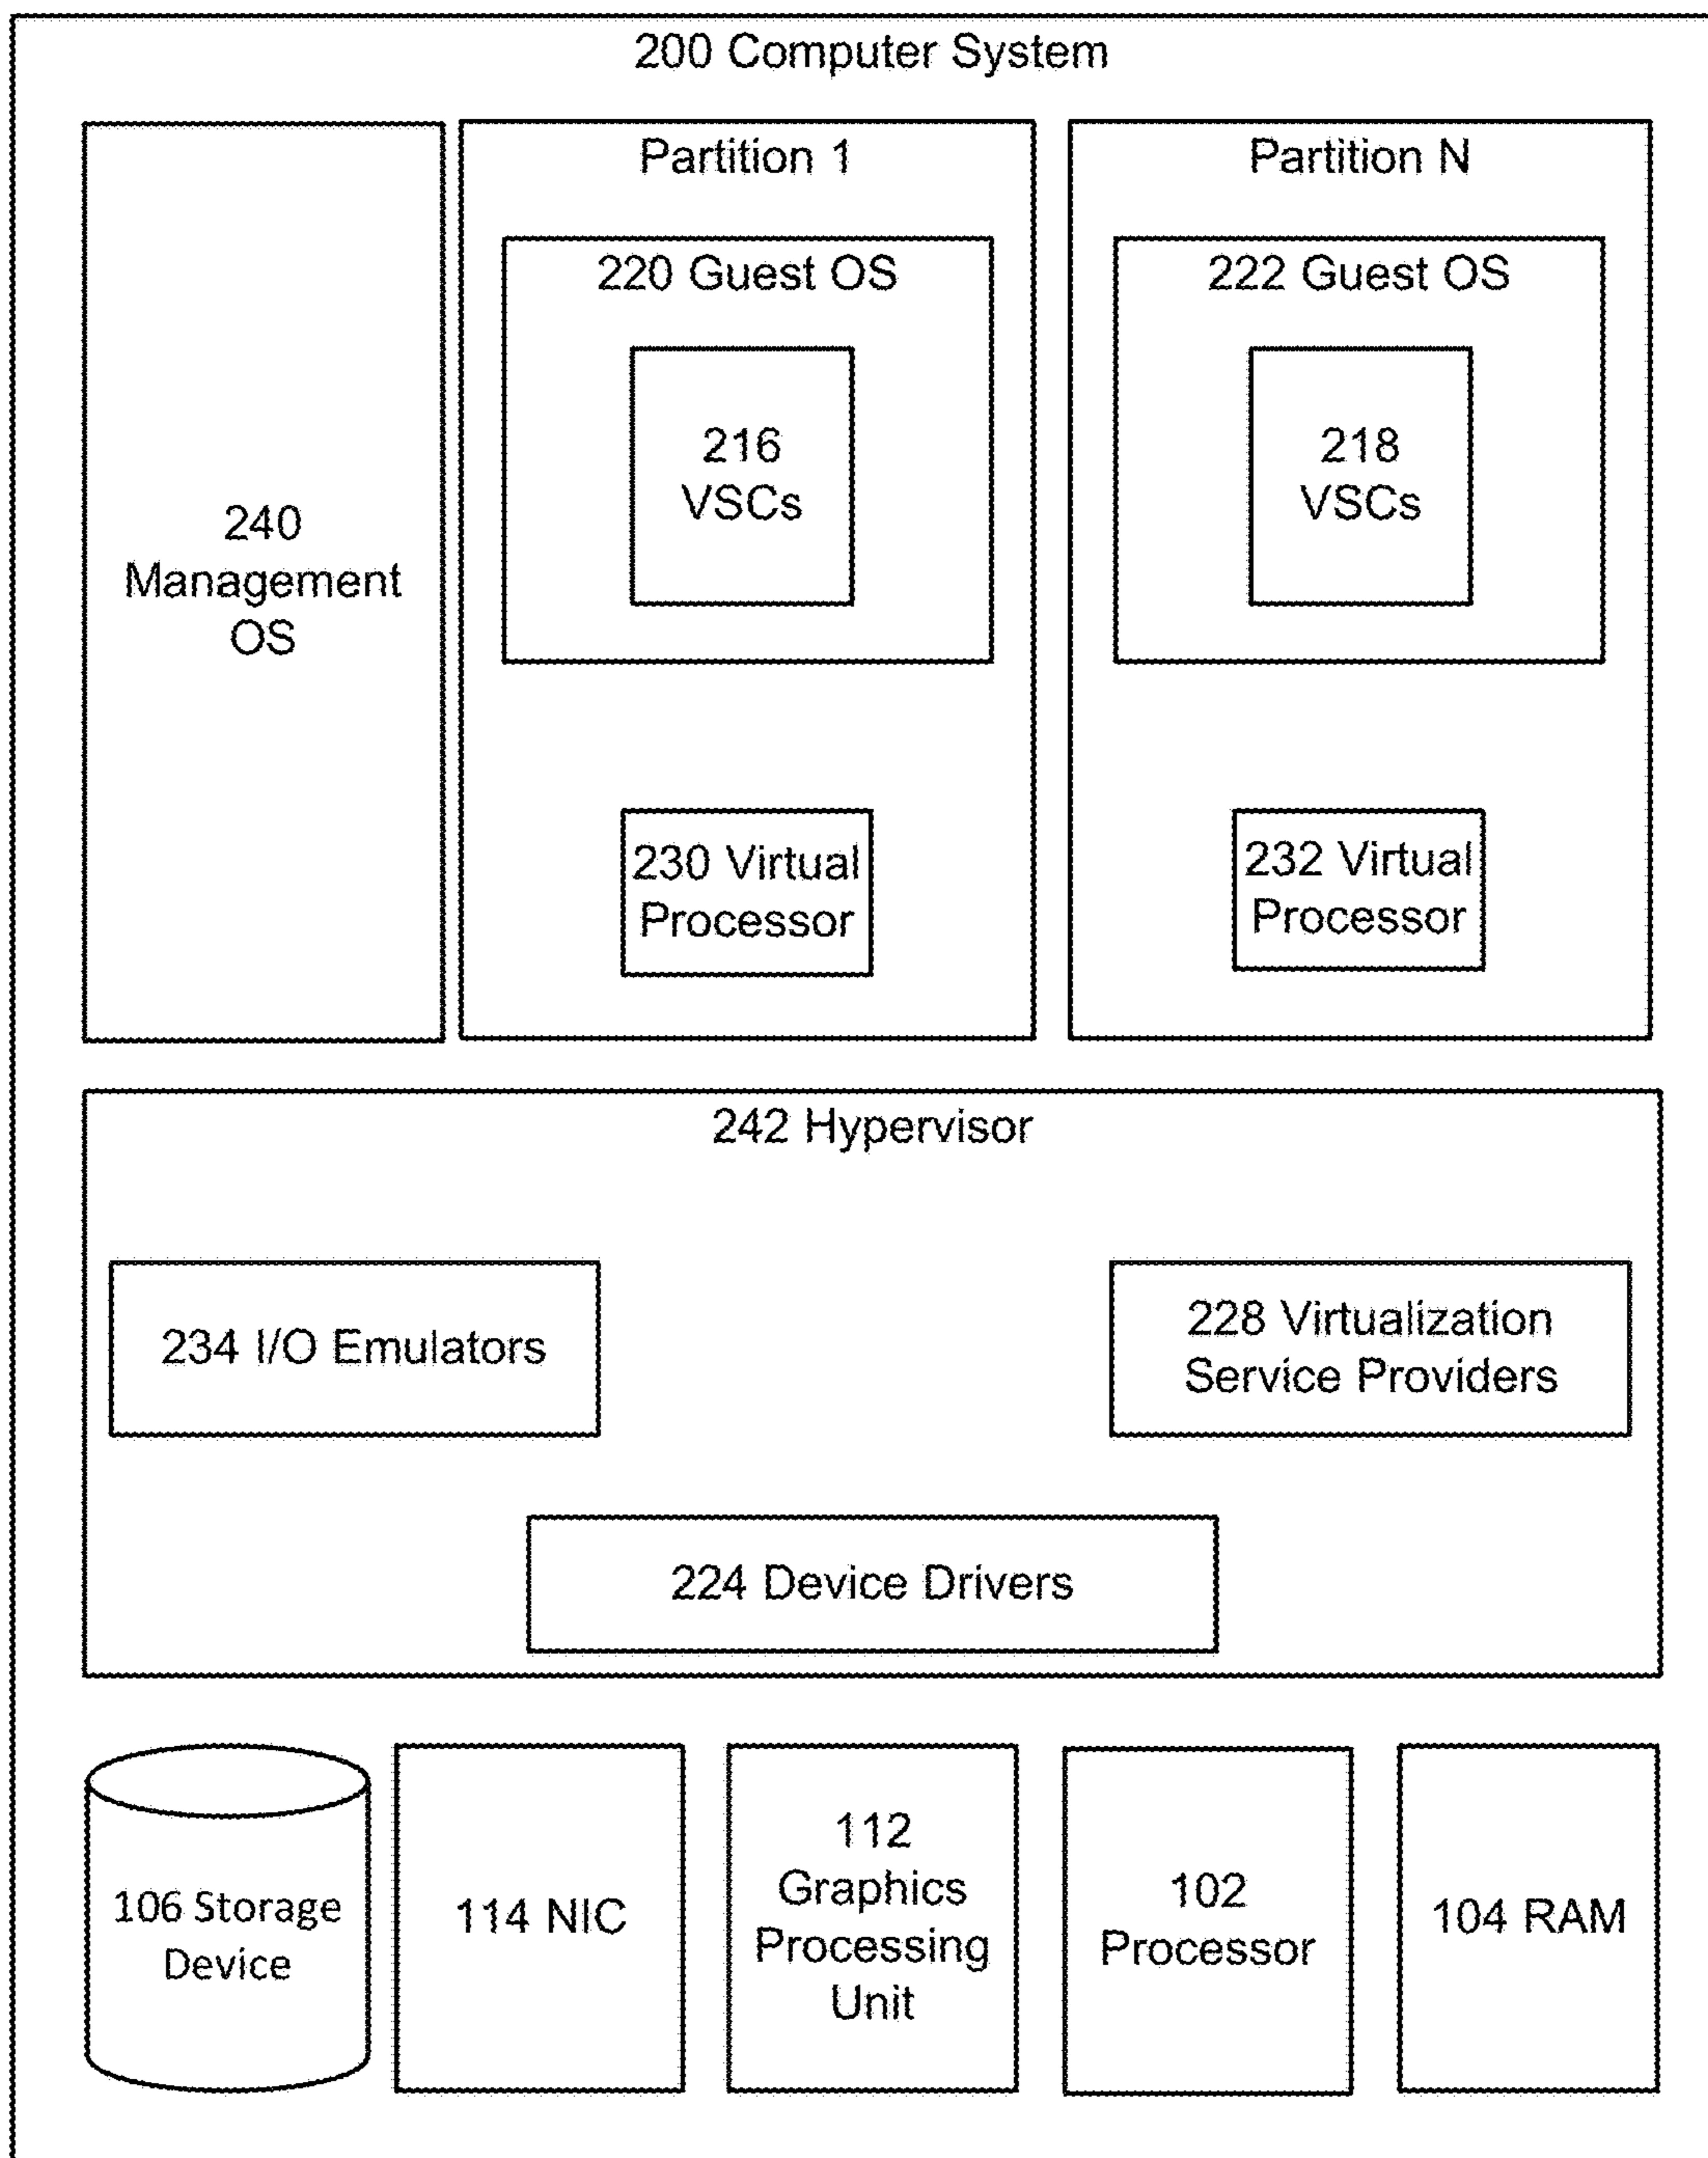 200 Computer System
Partition 1
Partition N
220 Guest OS
222 Guest OS
216
VSCs
218
VSCs
240
Management
OS
230 Virtual
Processor
232 Virtual
Processor
242 Hypervisor
234 I/O Emulators
228 Virtualization
Service Providers
224 Device Drivers
106 Storage
Device
114 NIC
112
Graphics
Processing
Unit
102
Processor
104 RAM